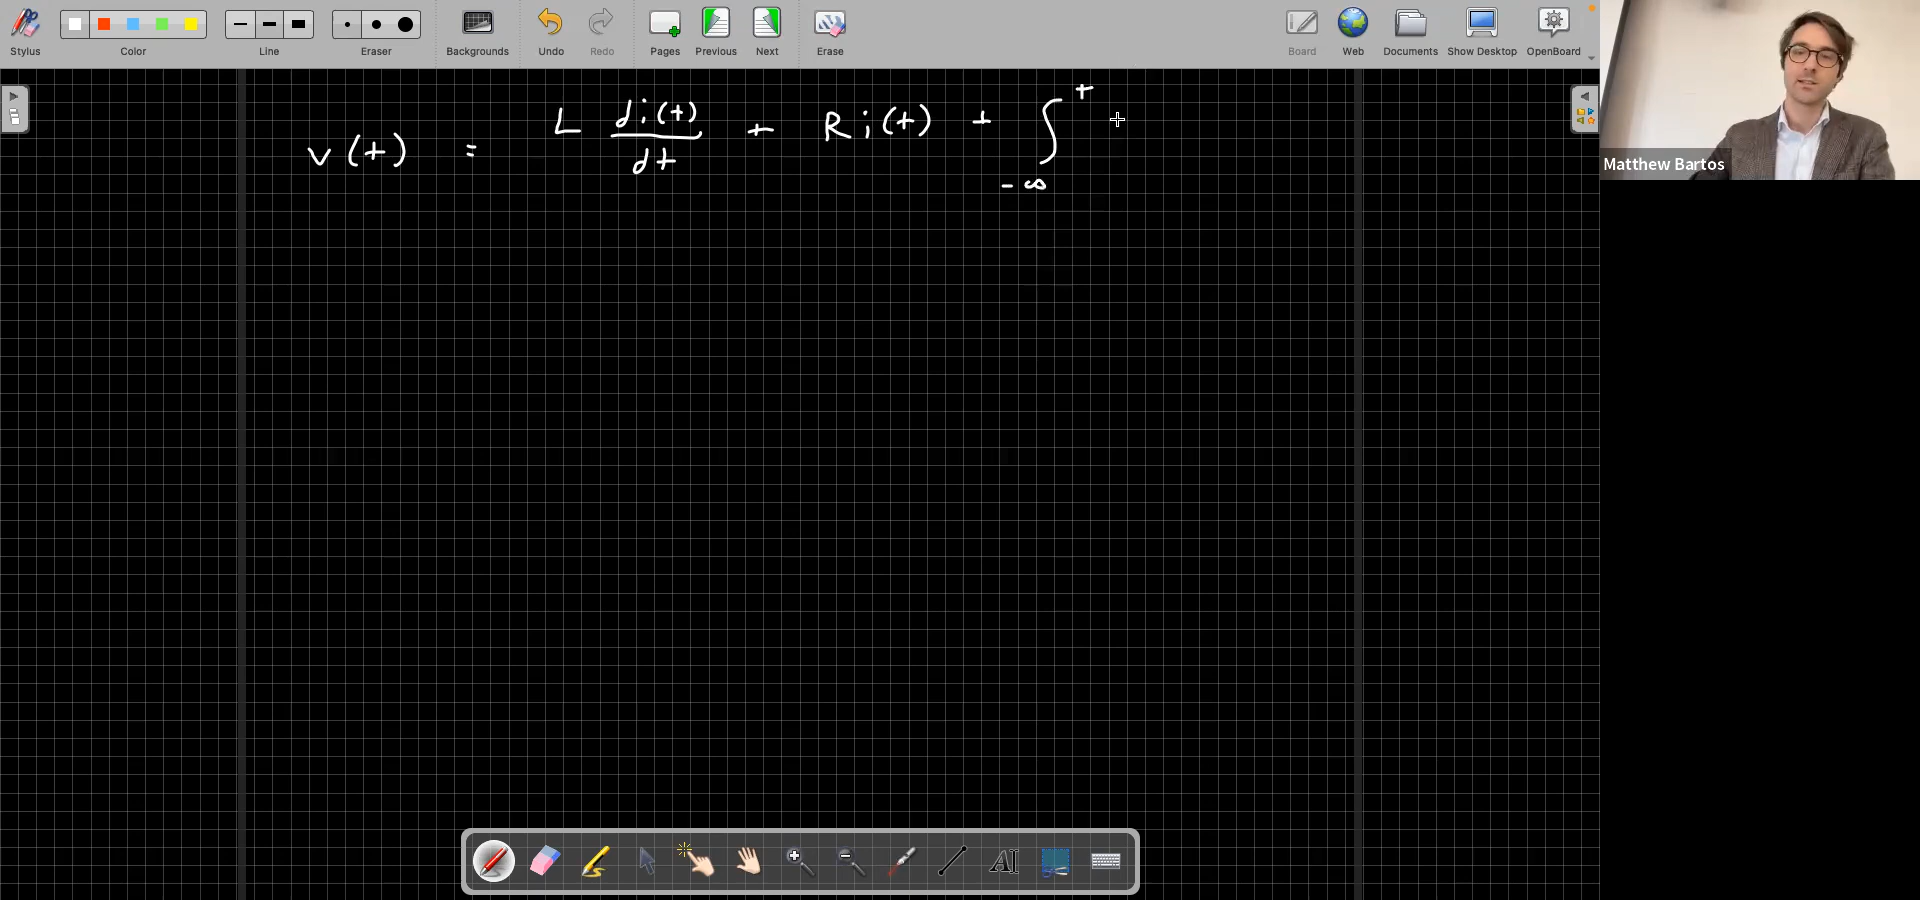 Stylus Color Line Eraser Backgrounds Undo Redo Pages Previous Next Erase Board Web Documents Show Desktop OpenBoard
v(t) = L di(t)/dt + R i(t) + ∫_{-∞}^{t}
Matthew Bartos
AI